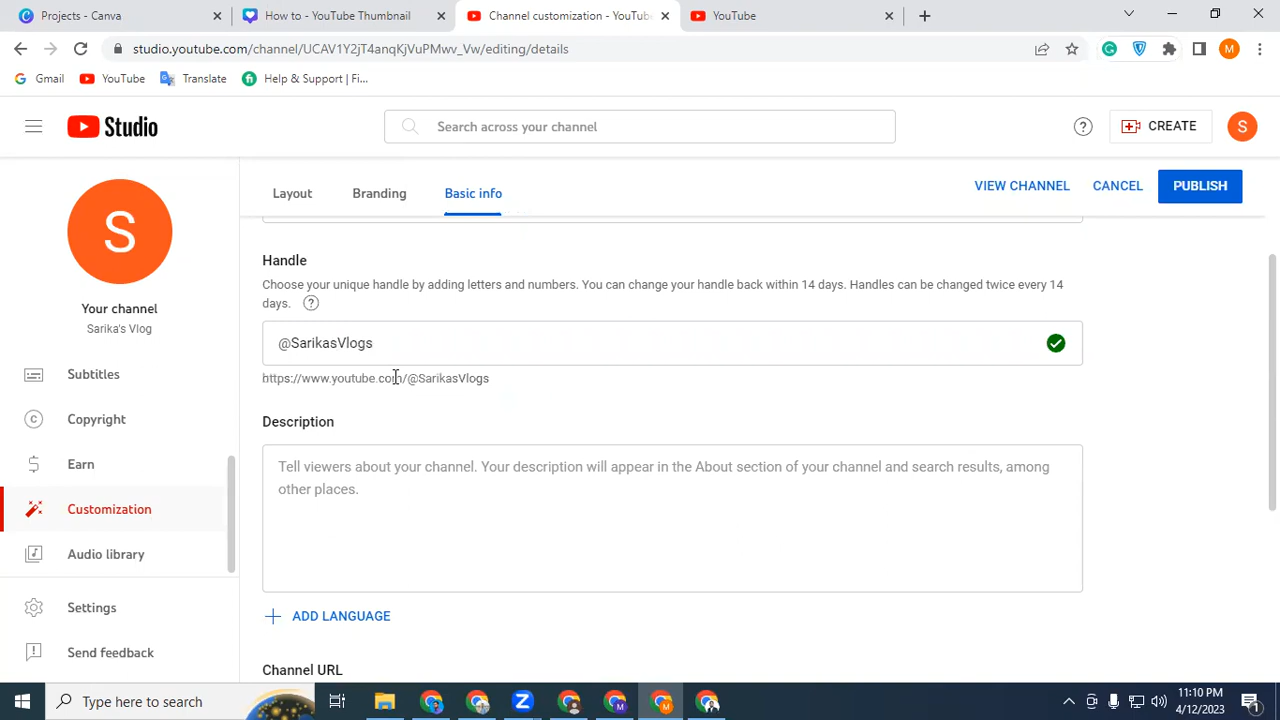 Projects - Canva
How to - YouTube Thumbnail
Channel customization - YouTube
YouTube
studio.youtube.com/channel/UCAV1Y2jT4anqKjVuPMwv_Vw/editing/details
M
Gmail
YouTube
Translate
Help & Support | Fi...
Studio
Search across your channel
CREATE
S
S
Your channel
Sarika's Vlog
Subtitles
Copyright
Earn
Customization
Audio library
Settings
Send feedback
Layout
Branding
Basic info
VIEW CHANNEL
CANCEL
PUBLISH
Handle
Choose your unique handle by adding letters and numbers. You can change your handle back within 14 days. Handles can be changed twice every 14
days.
@SarikasVlogs
https://www.youtube.com/@SarikasVlogs
Description
Tell viewers about your channel. Your description will appear in the About section of your channel and search results, among
other places.
ADD LANGUAGE
Channel URL
Type here to search
11:10 PM
4/12/2023